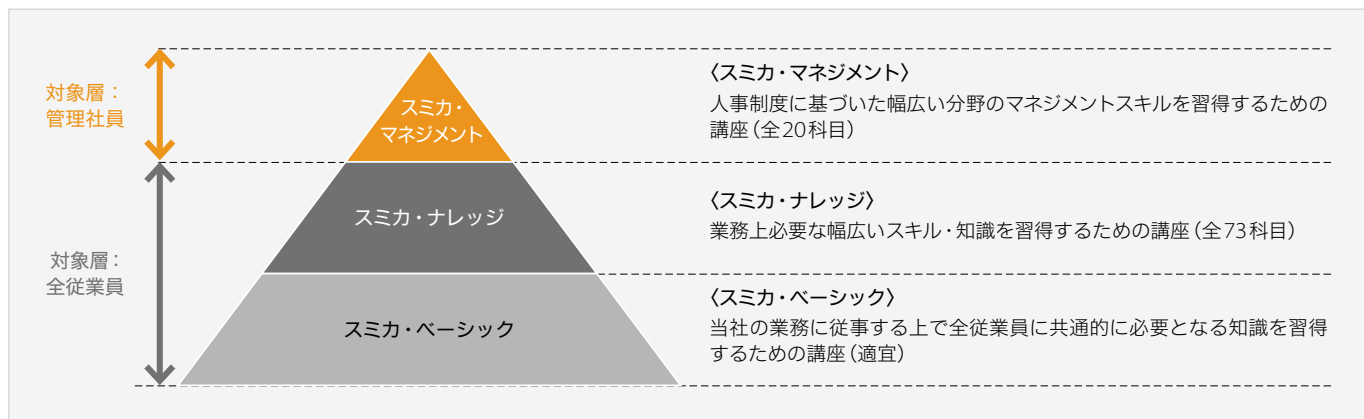 対象層：
管理社員
スミカ・
マネジメント
〈スミカ・マネジメント〉
人事制度に基づいた幅広い分野のマネジメントスキルを習得するための
講座（全20科目）
対象層：
全従業員
スミカ・ナレッジ
〈スミカ・ナレッジ〉
業務上必要な幅広いスキル・知識を習得するための講座（全73科目）
スミカ・ベーシック
〈スミカ・ベーシック〉
当社の業務に従事する上で全従業員に共通的に必要となる知識を習得
するための講座（適宜）